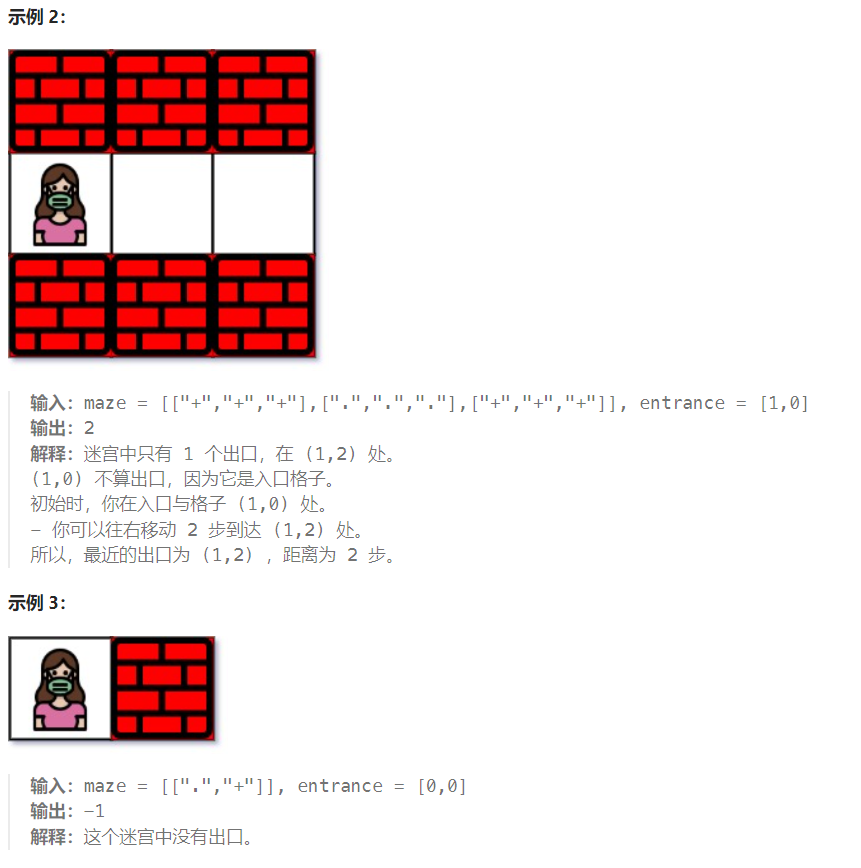 示例 2：
输入：maze = [["+","+","+"],[".",".","."],["+","+","+"]], entrance = [1,0]
输出：2
解释：迷宫中只有 1 个出口，在 (1,2) 处。
(1,0) 不算出口，因为它是入口格子。
初始时，你在入口与格子 (1,0) 处。
- 你可以往右移动 2 步到达 (1,2) 处。
所以，最近的出口为 (1,2) ，距离为 2 步。
示例 3：
输入：maze = [[".","+"]], entrance = [0,0]
输出：-1
解释：这个迷宫中没有出口。